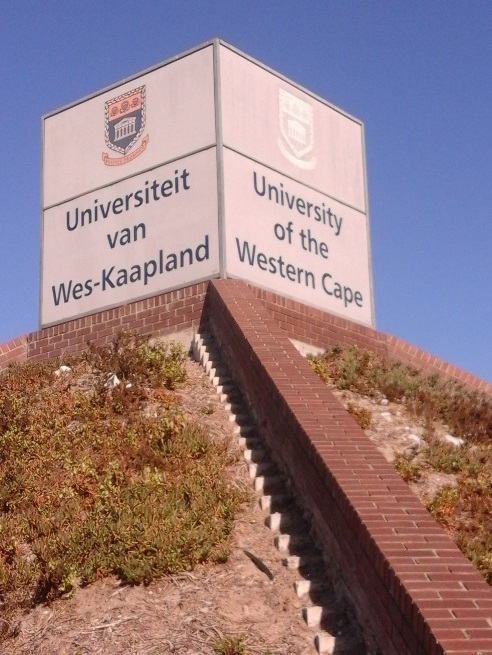 Universiteit
van
Wes-Kaapland
University
of the
Western Cape